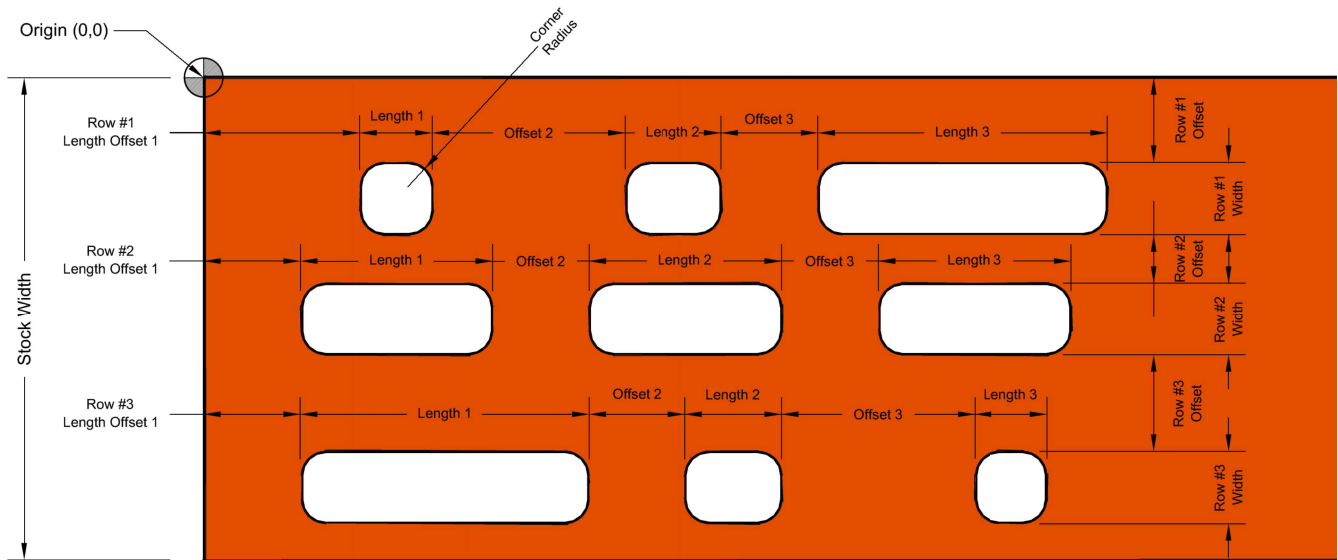 Origin (0,0)
Corner
Radius
Row #1
Length Offset 1
Length 1
Offset 2
Length 2
Offset 3
Length 3
Row #1
Offset
Row #1
Width
Row #2
Length Offset 1
Length 1
Offset 2
Length 2
Offset 3
Length 3
Row #2
Offset
Row #2
Width
Stock Width
Row #3
Length Offset 1
Length 1
Offset 2
Length 2
Offset 3
Length 3
Row #3
Offset
Row #3
Width